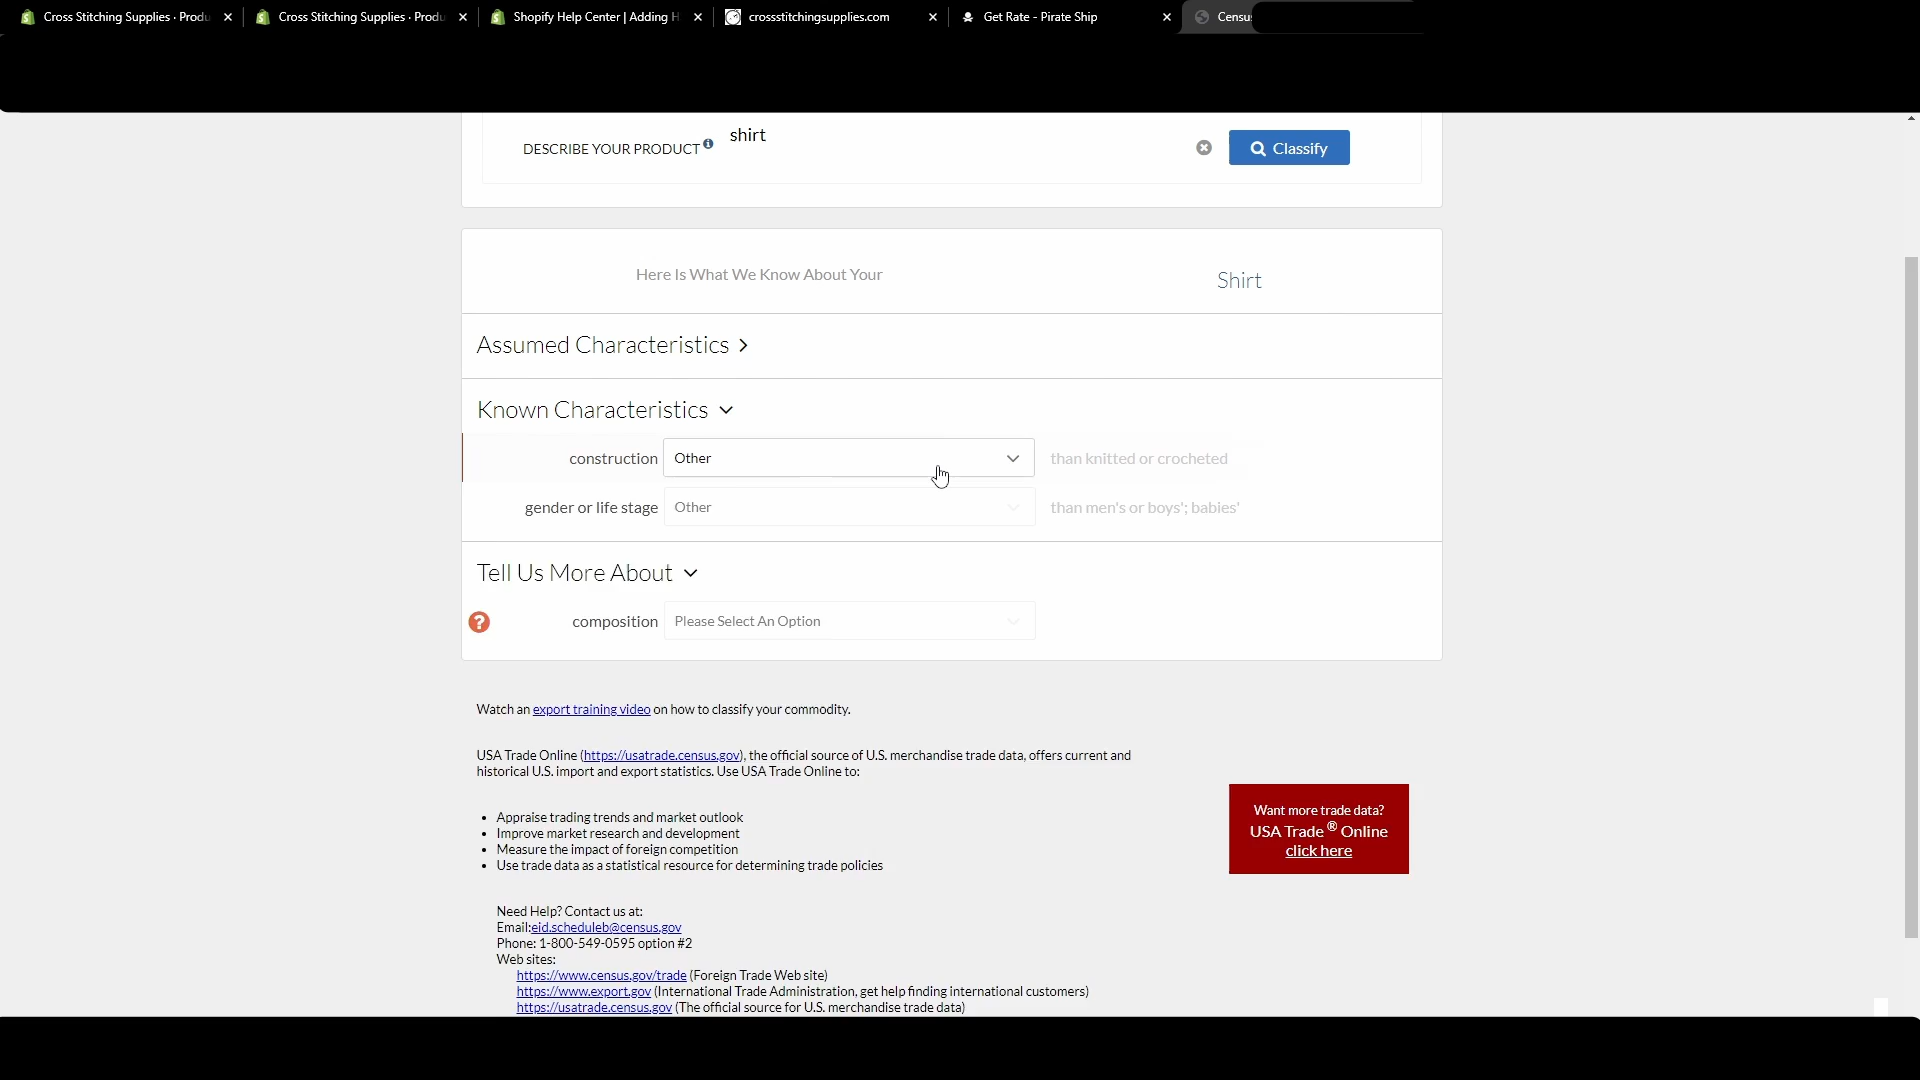 Cross Stitching Supplies · Produ
Cross Stitching Supplies · Produ
Shopify Help Center | Adding H
crossstitchingsupplies.com
Get Rate - Pirate Ship
Census
DESCRIBE YOUR PRODUCT
shirt
Classify
Here Is What We Know About Your
Shirt
Assumed Characteristics
Known Characteristics
construction
Other
than knitted or crocheted
gender or life stage
Other
than men's or boys'; babies'
Tell Us More About
?
composition
Please Select An Option
Watch an export training video on how to classify your commodity.
USA Trade Online (https://usatrade.census.gov), the official source of U.S. merchandise trade data, offers current and
historical U.S. import and export statistics. Use USA Trade Online to:
• Appraise trading trends and market outlook
• Improve market research and development
• Measure the impact of foreign competition
• Use trade data as a statistical resource for determining trade policies
Want more trade data?
USA Trade ® Online
click here
Need Help? Contact us at:
Email:eid.scheduleb@census.gov
Phone: 1-800-549-0595 option #2
Web sites:
https://www.census.gov/trade (Foreign Trade Web site)
https://www.export.gov (International Trade Administration, get help finding international customers)
https://usatrade.census.gov (The official source for U.S. merchandise trade data)